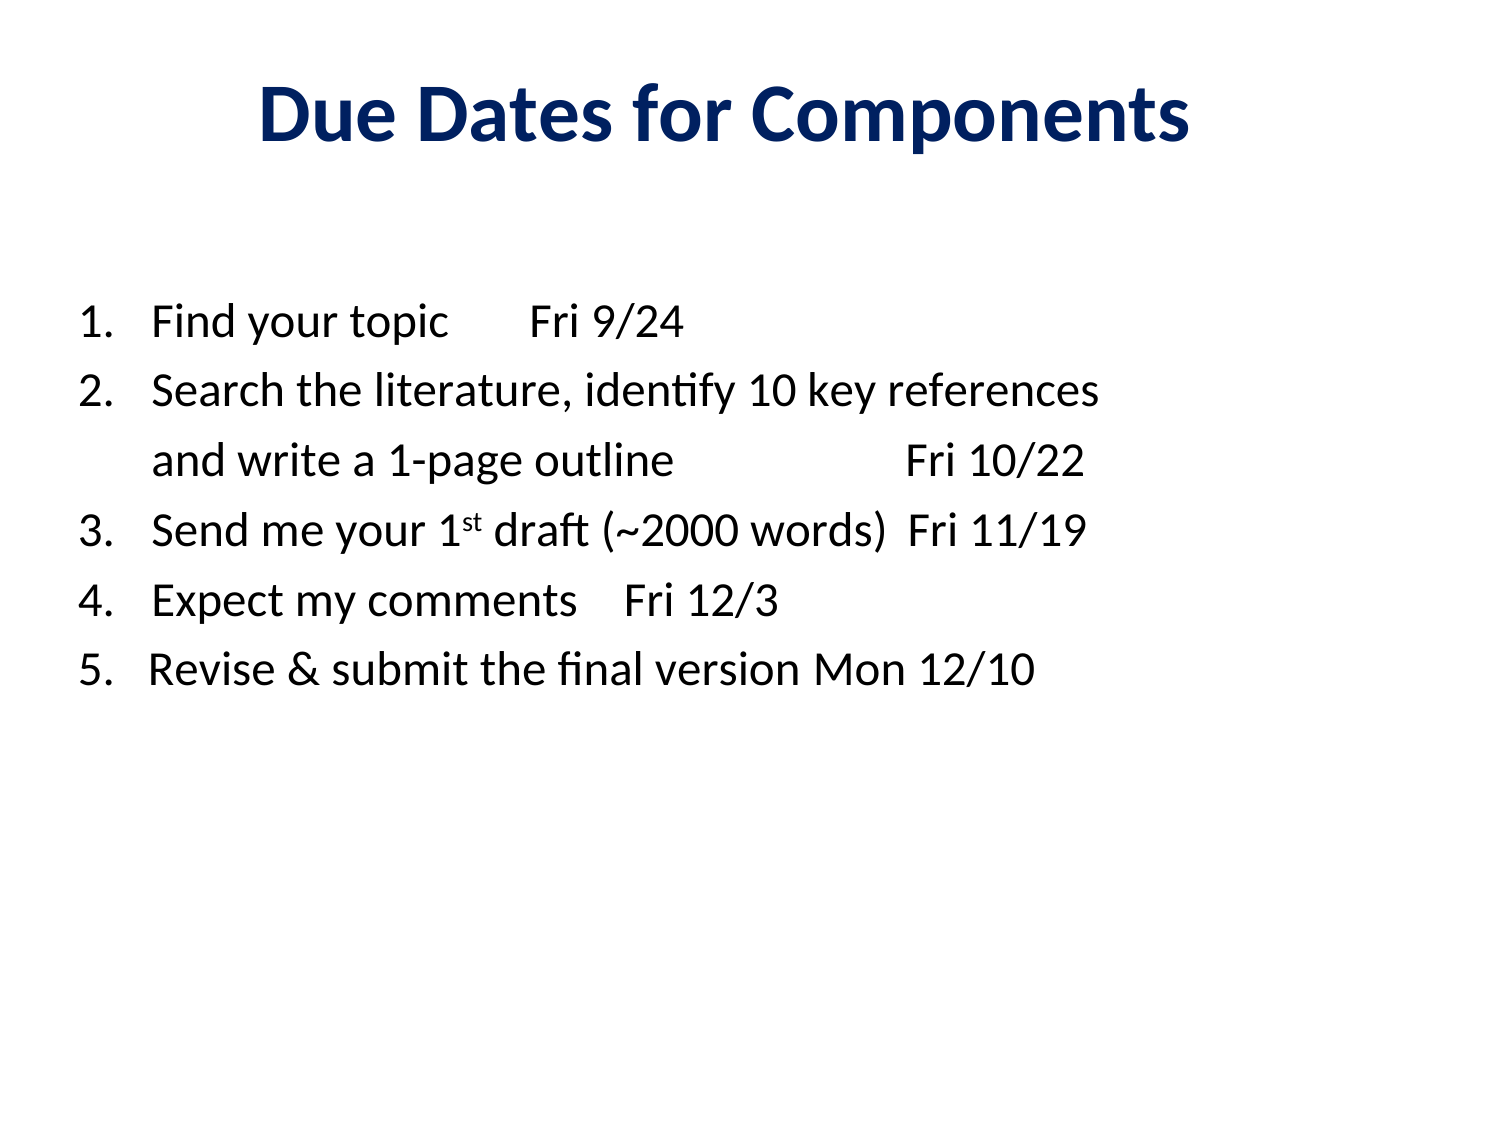 Due Dates for Components
1. Find your topic Fri 9/24
2. Search the literature, identify 10 key references
and write a 1-page outline Fri 10/22
3. Send me your 1st draft (~2000 words) Fri 11/19
4. Expect my comments Fri 12/3
5. Revise & submit the final version Mon 12/10